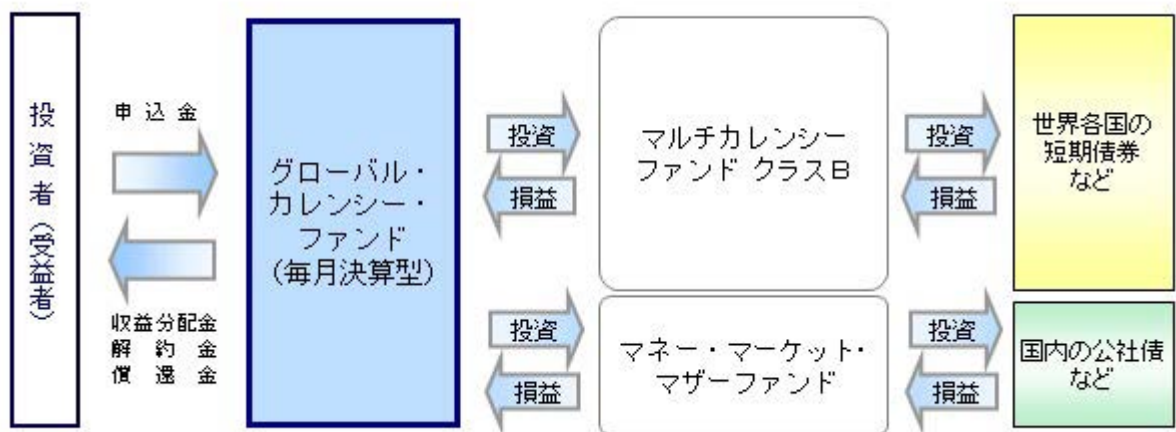 投資者（受益者）
申込金
収益分配金
解約金
償還金
グローバル・
カレンシー・
ファンド
（毎月決算型）
投資
損益
マルチカレンシー
ファンド クラスB
投資
損益
世界各国の
短期債券
など
投資
損益
マネー・マーケット・
マザーファンド
投資
損益
国内の公社債
など